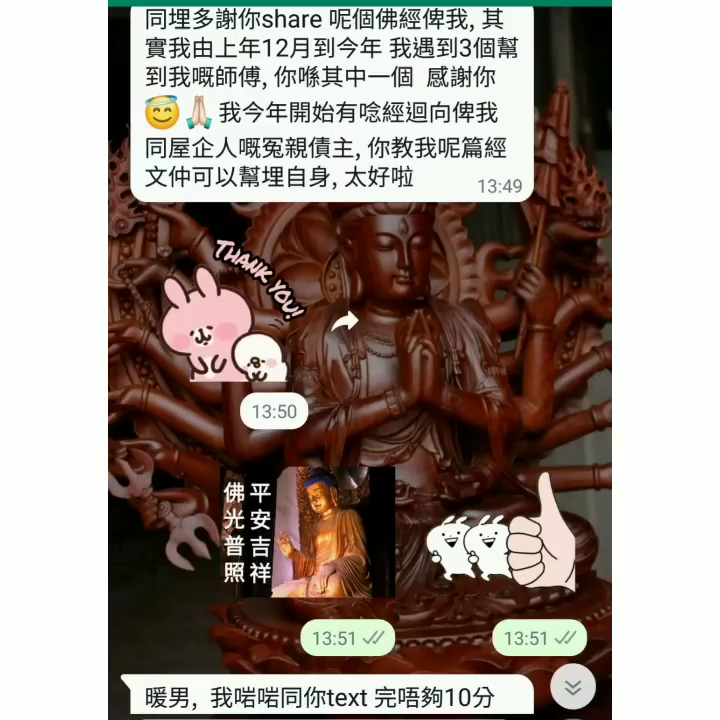 同埋多謝你share 呢個佛經俾我, 其
實我由上年12月到今年 我遇到3個幫
到我嘅師傅, 你喺其中一個 感謝你
😇🙏🏻 我今年開始有唸經迴向俾我
同屋企人嘅冤親債主, 你教我呢篇經
文仲可以幫埋自身, 太好啦
13:49
THANK YOU!
13:50
平安吉祥
佛光普照
13:51
13:51
暖男, 我啱啱同你text 完唔夠10分